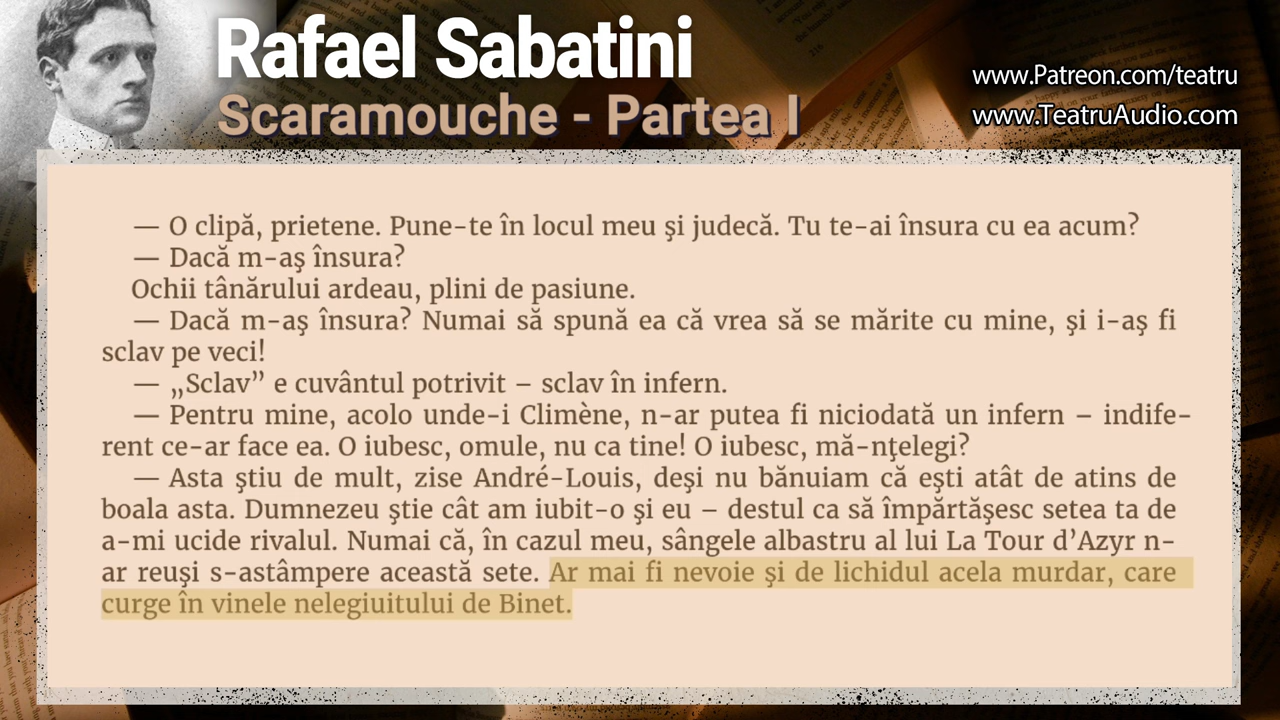 Rafael Sabatini
Scaramouche - Partea I
www.Patreon.com/teatru
www.TeatruAudio.com
— O clipă, prietene. Pune-te în locul meu şi judecă. Tu te-ai însura cu ea acum?
— Dacă m-aş însura?
Ochii tânărului ardeau, plini de pasiune.
— Dacă m-aş însura? Numai să spună ea că vrea să se mărite cu mine, şi i-aş fi
sclav pe veci!
— „Sclav” e cuvântul potrivit – sclav în infern.
— Pentru mine, acolo unde-i Climène, n-ar putea fi niciodată un infern – indife-
rent ce-ar face ea. O iubesc, omule, nu ca tine! O iubesc, mă-nţelegi?
— Asta ştiu de mult, zise André-Louis, deşi nu bănuiam că eşti atât de atins de
boala asta. Dumnezeu ştie cât am iubit-o şi eu – destul ca să împărtăşesc setea ta de
a-mi ucide rivalul. Numai că, în cazul meu, sângele albastru al lui La Tour d’Azyr n-
ar reuşi s-astâmpere această sete. Ar mai fi nevoie şi de lichidul acela murdar, care
curge în vinele nelegiuitului de Binet.